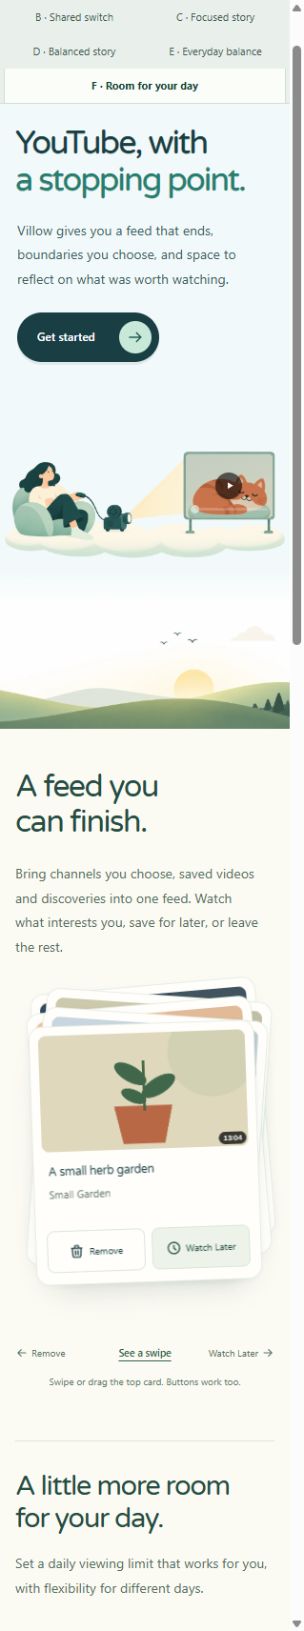 B · Shared switch
C · Focused story
D · Balanced story
E · Everyday balance
F · Room for your day
YouTube, with
a stopping point.
Villow gives you a feed that ends,
boundaries you choose, and space to
reflect on what was worth watching.
Get started
A feed you
can finish.
Bring channels you choose, saved videos
and discoveries into one feed. Watch
what interests you, save for later, or leave
the rest.
13:04
A small herb garden
Small Garden
Remove
Watch Later
← Remove
See a swipe
Watch Later →
Swipe or drag the top card. Buttons work too.
A little more room
for your day.
Set a daily viewing limit that works for you,
with flexibility for different days.